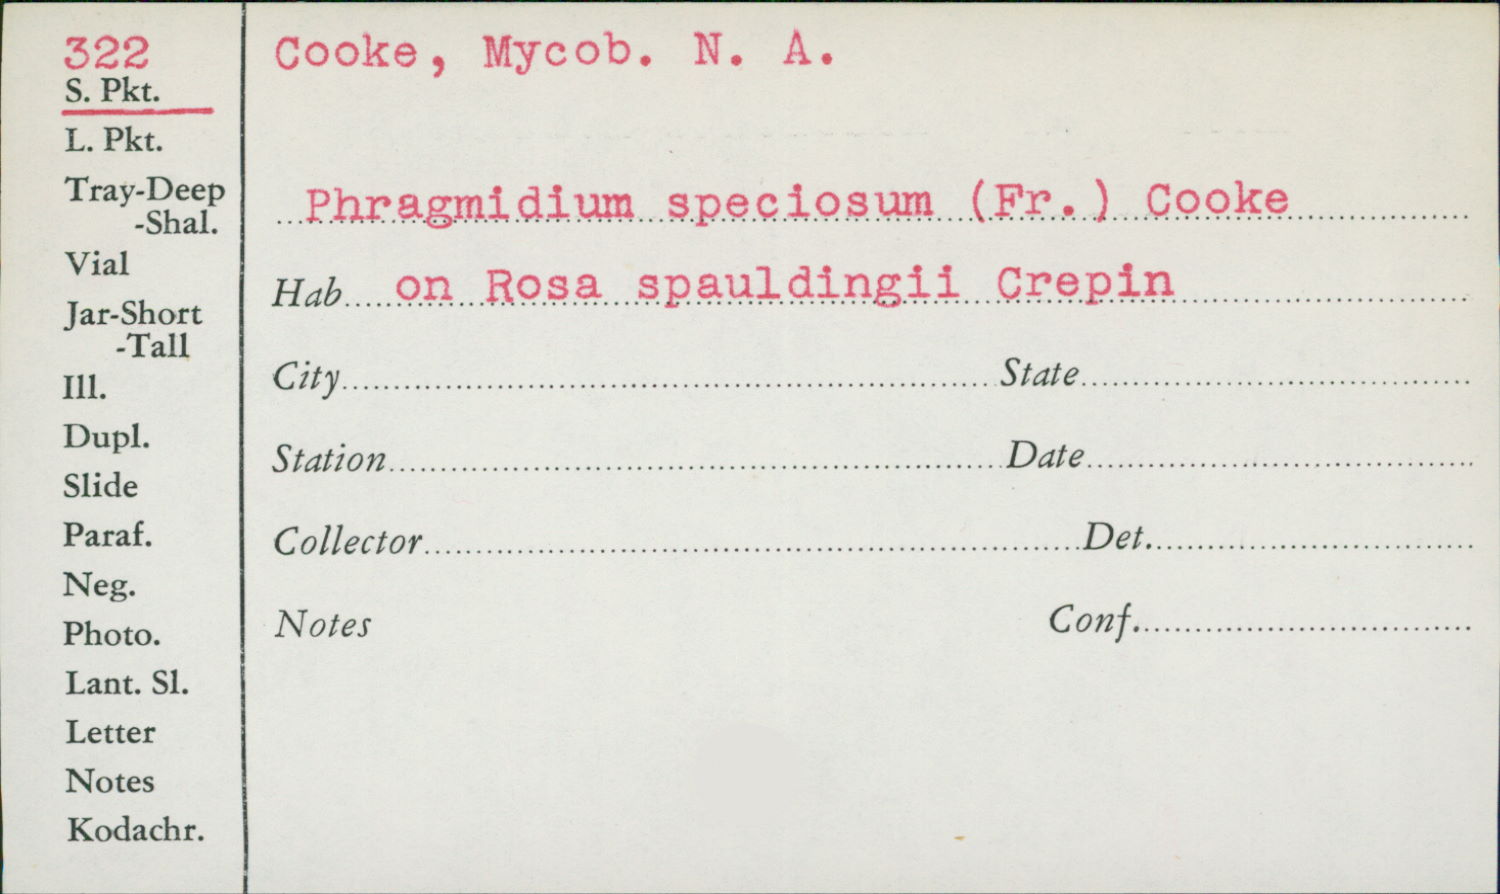 322
S. Pkt.
L. Pkt.
Tray-Deep
-Shal.
Vial
Jar-Short
-Tall
Ill.
Dupl.
Slide
Paraf.
Neg.
Photo.
Lant. Sl.
Letter
Notes
Kodachr.
Cooke, Mycob. N. A.
Phragmidium speciosum (Fr.) Cooke
Hab on Rosa spauldingii Crepin
City State
Station Date
Collector Det.
Notes Conf.